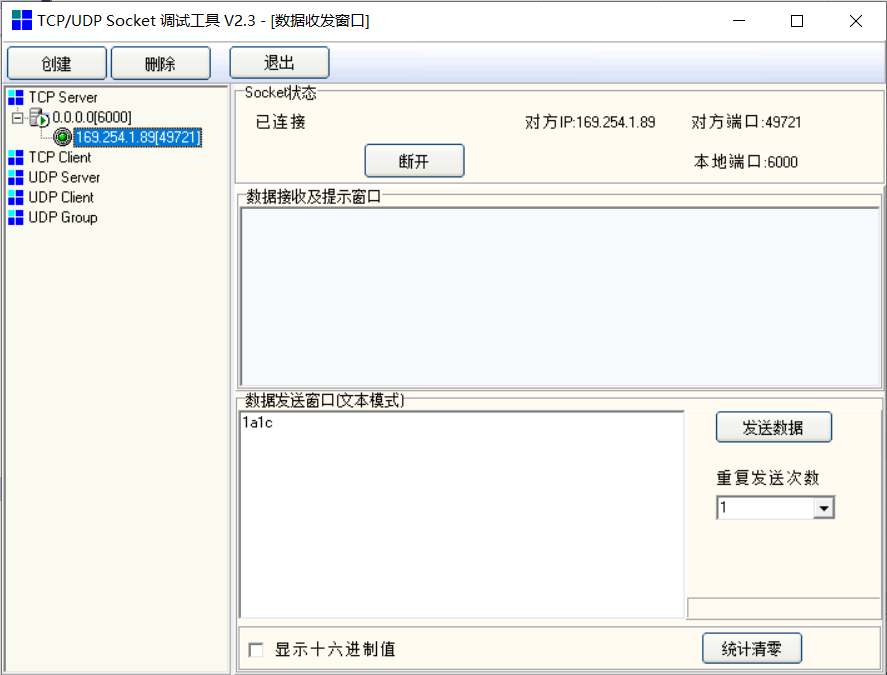 TCP/UDP Socket 调试工具 V2.3 - [数据收发窗口]
创建 删除 退出
TCP Server
0.0.0.0[6000]
169.254.1.89[49721]
TCP Client
UDP Server
UDP Client
UDP Group
Socket状态
已连接 对方IP:169.254.1.89 对方端口:49721
断开 本地端口:6000
数据接收及提示窗口
数据发送窗口(文本模式)
1a1c
发送数据
重复发送次数
1
显示十六进制值 统计清零